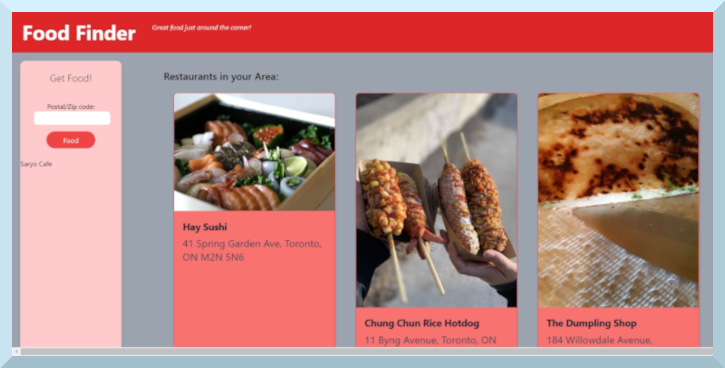 Food Finder
Great food just around the corner!
Get Food!
Postal/Zip code:
Food
Saryo Cafe
Restaurants in your Area:
Hay Sushi
41 Spring Garden Ave, Toronto,
ON M2N 5N6
Chung Chun Rice Hotdog
11 Byng Avenue, Toronto, ON
The Dumpling Shop
184 Willowdale Avenue,